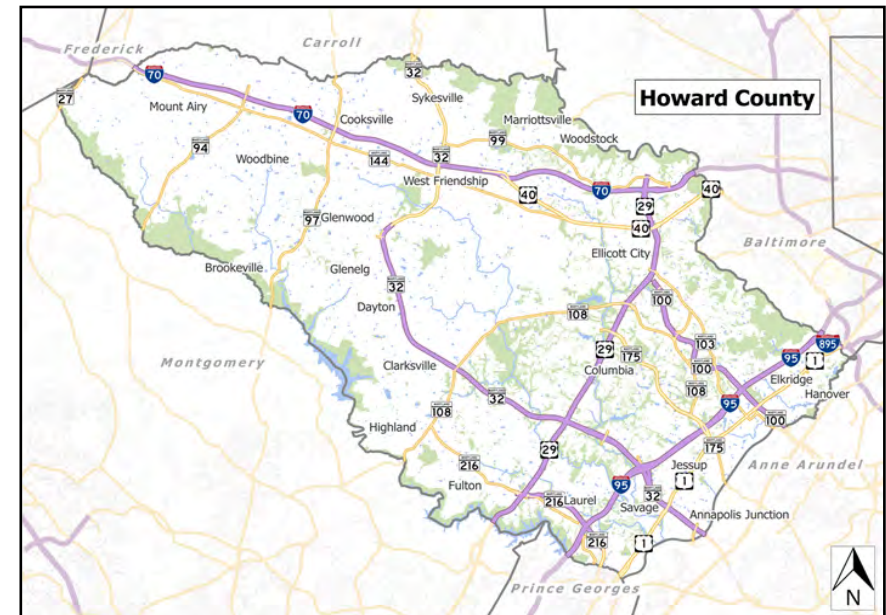 Carroll
Frederick
70
32
27
Mount Airy
70
Sykesville
Howard County
Cooksville
Marriottsville
94
144
32
99
Woodstock
Woodbine
West Friendship
40
70
29
40
97
Glenwood
40
Ellicott City
Baltimore
Brookeville
Glenelg
32
Dayton
100
108
Montgomery
29
175
103
95
895
1
Clarksville
Columbia
100
Elkridge
32
108
95
Hanover
108
100
Highland
29
175
216
Jessup
Anne Arundel
Fulton
95
32
1
216
Laurel
Savage
Annapolis Junction
216
1
Prince Georges
N